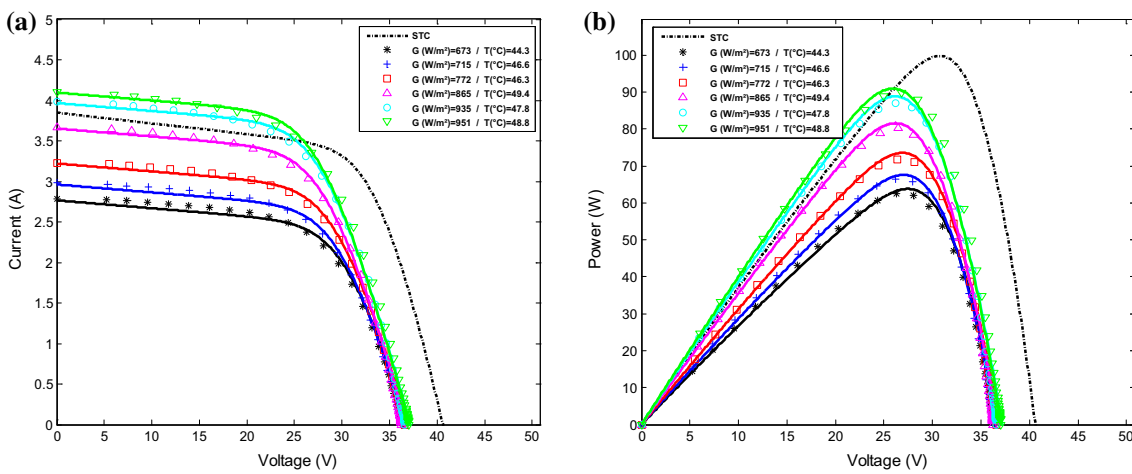 (a)
5
4.5
4
3.5
3
2.5
2
1.5
1
0.5
0
Current (A)
0 5 10 15 20 25 30 35 40 45 50
Voltage (V)
STC
G (W/m²)=673 / T(°C)=44.3
G (W/m²)=715 / T(°C)=46.6
G (W/m²)=772 / T(°C)=46.3
G (W/m²)=865 / T(°C)=49.4
G (W/m²)=935 / T(°C)=47.8
G (W/m²)=951 / T(°C)=48.8
(b)
100
90
80
70
60
50
40
30
20
10
0
Power (W)
0 5 10 15 20 25 30 35 40 45 50
Voltage (V)
STC
G (W/m²)=673 / T(°C)=44.3
G (W/m²)=715 / T(°C)=46.6
G (W/m²)=772 / T(°C)=46.3
G (W/m²)=865 / T(°C)=49.4
G (W/m²)=935 / T(°C)=47.8
G (W/m²)=951 / T(°C)=48.8